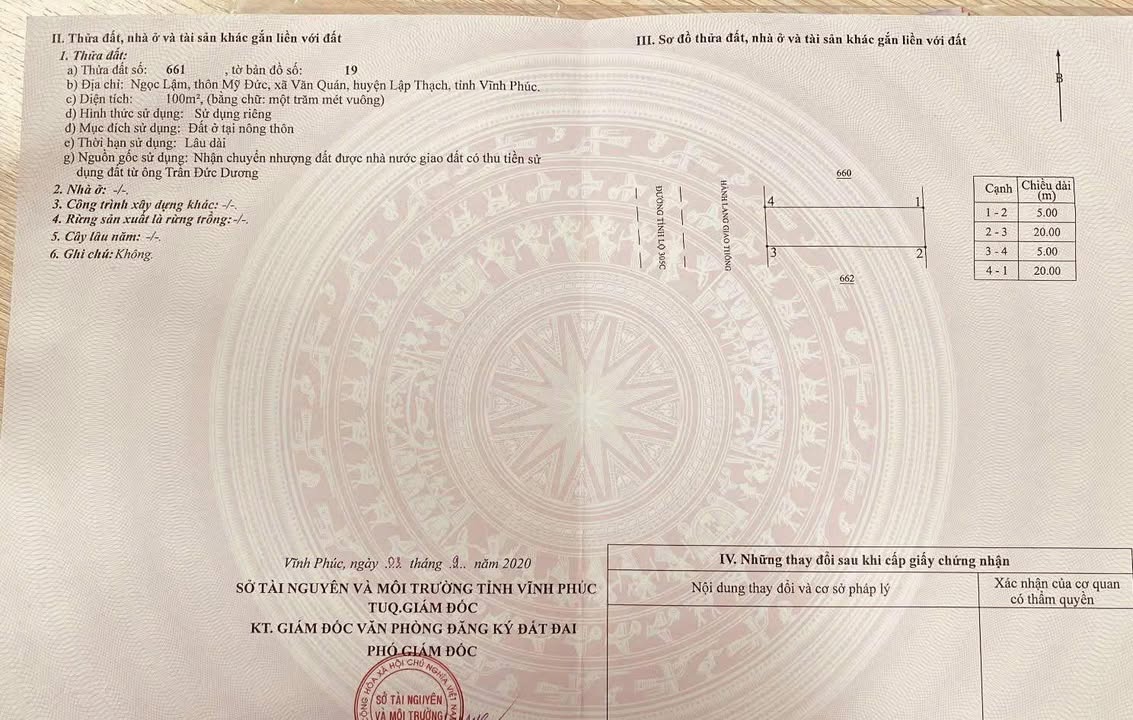 II. Thửa đất, nhà ở và tài sản khác gắn liền với đất
1. Thửa đất:
a) Thửa đất số: 661 , tờ bản đồ số: 19
b) Địa chỉ: Ngọc Lậm, thôn Mỹ Đức, xã Văn Quán, huyện Lập Thạch, tỉnh Vĩnh Phúc.
c) Diện tích: 100m², (bằng chữ: một trăm mét vuông)
d) Hình thức sử dụng: Sử dụng riêng
đ) Mục đích sử dụng: Đất ở tại nông thôn
e) Thời hạn sử dụng: Lâu dài
g) Nguồn gốc sử dụng: Nhận chuyển nhượng đất được nhà nước giao đất có thu tiền sử
dụng đất từ ông Trần Đức Dương
2. Nhà ở: -/-.
3. Công trình xây dựng khác: -/-.
4. Rừng sản xuất là rừng trồng: -/-.
5. Cây lâu năm: -/-.
6. Ghi chú: Không.
III. Sơ đồ thửa đất, nhà ở và tài sản khác gắn liền với đất
B
660
ĐƯỜNG TỈNH LỘ 305C
HÀNH LANG GIAO THÔNG
4 1
3 2
662
Cạnh Chiều dài
(m)
1 - 2 5.00
2 - 3 20.00
3 - 4 5.00
4 - 1 20.00
Vĩnh Phúc, ngày 03 tháng 9 năm 2020
SỞ TÀI NGUYÊN VÀ MÔI TRƯỜNG TỈNH VĨNH PHÚC
TUQ.GIÁM ĐỐC
KT. GIÁM ĐỐC VĂN PHÒNG ĐĂNG KÝ ĐẤT ĐAI
PHÓ GIÁM ĐỐC
CỘNG HÒA XÃ HỘI CHỦ NGHĨA VIỆT NAM
SỞ TÀI NGUYÊN
VÀ MÔI TRƯỜNG
IV. Những thay đổi sau khi cấp giấy chứng nhận
Nội dung thay đổi và cơ sở pháp lý
Xác nhận của cơ quan
có thẩm quyền